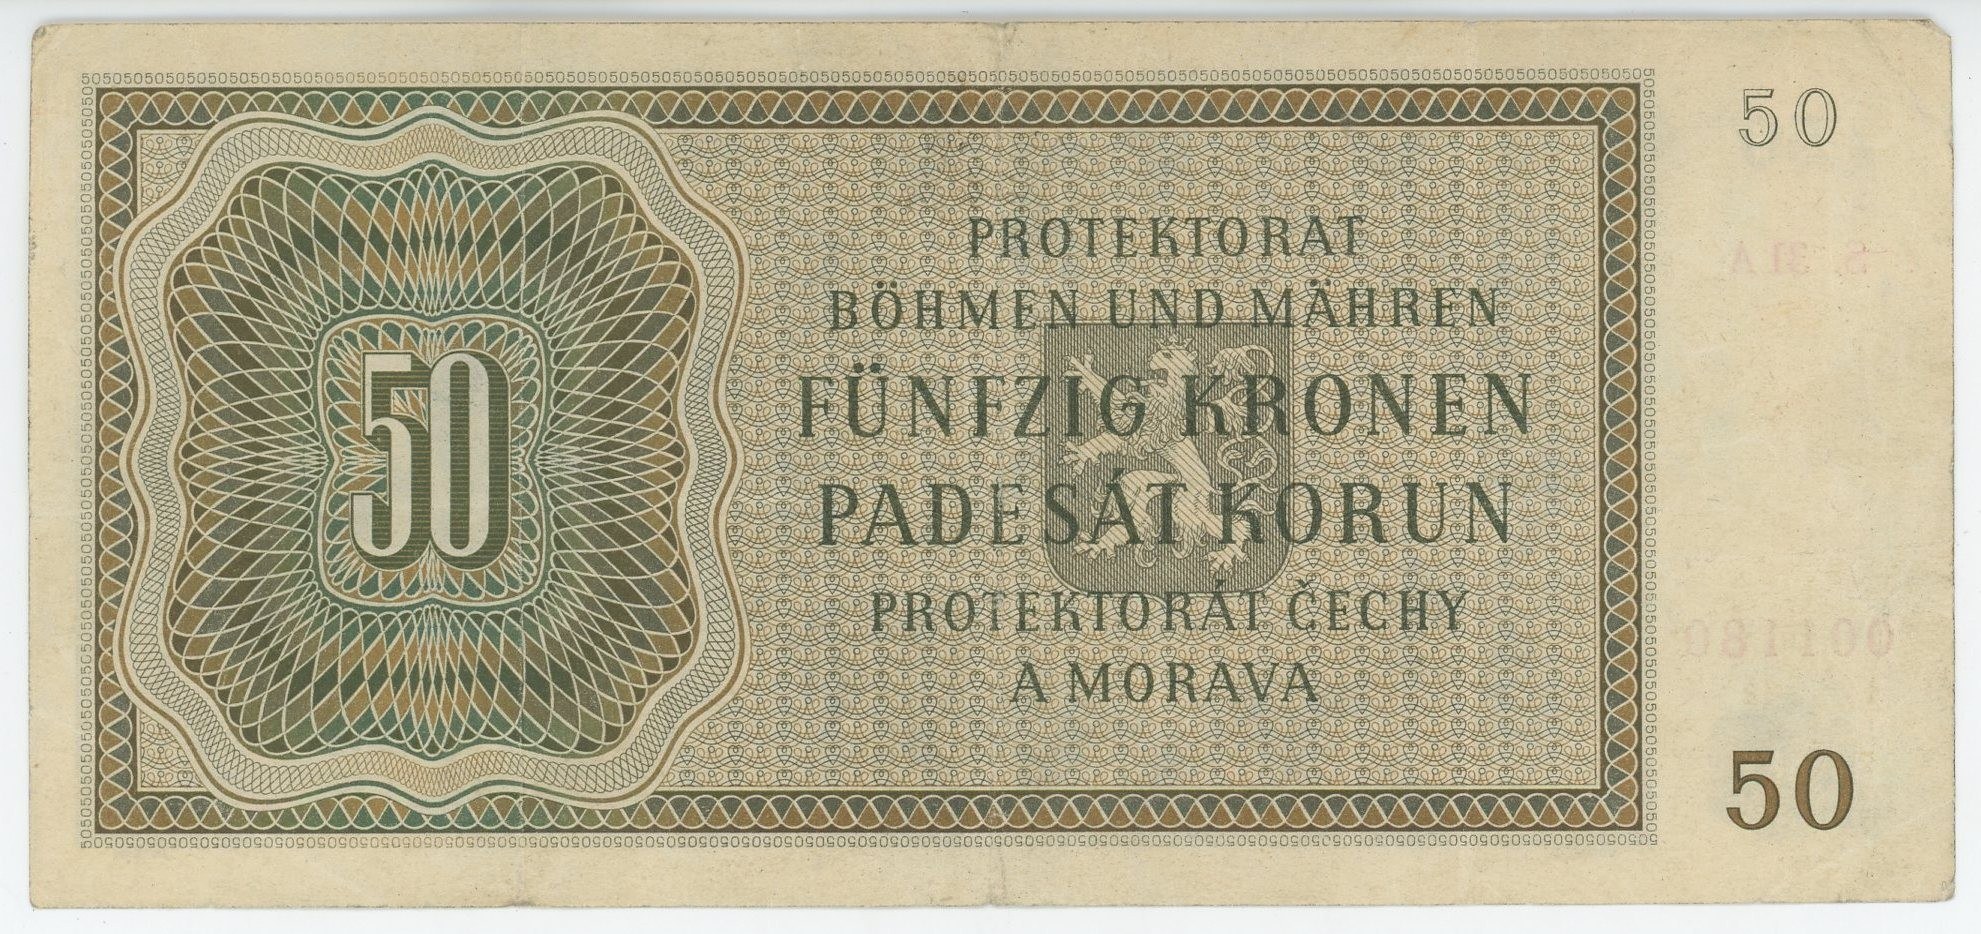 50
PROTEKTORAT
BÖHMEN UND MÄHREN
FÜNFZIG KRONEN
PADESÁT KORUN
PROTEKTORÁT ČECHY
A MORAVA
50
50